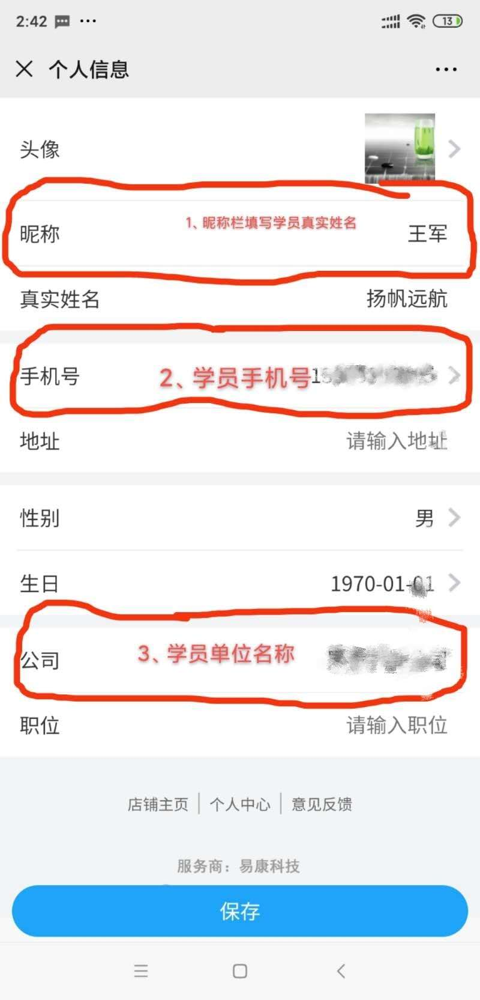 2:42 ··· 13
个人信息 ···
头像
昵称 1、昵称栏填写学员真实姓名 王军
真实姓名 扬帆远航
手机号 2、学员手机号
地址 请输入地址
性别 男
生日 1970-01-01
公司 3、学员单位名称
职位 请输入职位
店铺主页 | 个人中心 | 意见反馈
服务商：易康科技
保存